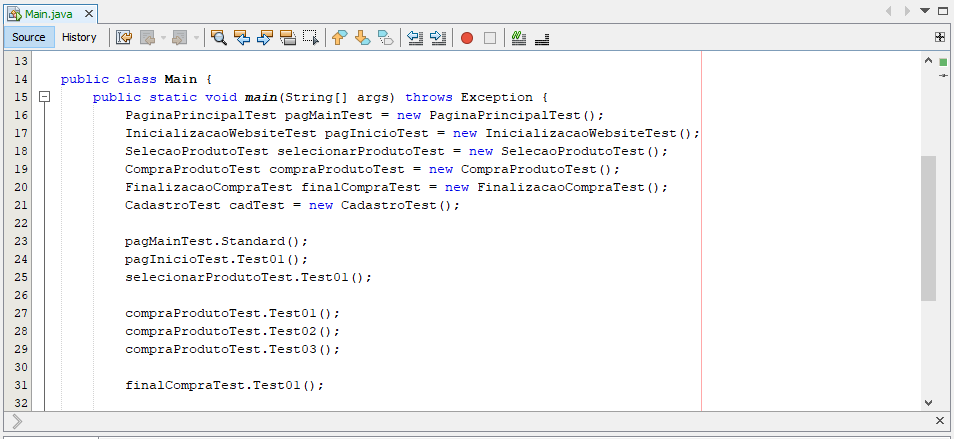 Main.java
Source History
13
14 public class Main {
15 public static void main(String[] args) throws Exception {
16 PaginaPrincipalTest pagMainTest = new PaginaPrincipalTest();
17 InicializacaoWebsiteTest pagInicioTest = new InicializacaoWebsiteTest();
18 SelecaoProdutoTest selecionarProdutoTest = new SelecaoProdutoTest();
19 CompraProdutoTest compraProdutoTest = new CompraProdutoTest();
20 FinalizacaoCompraTest finalCompraTest = new FinalizacaoCompraTest();
21 CadastroTest cadTest = new CadastroTest();
22
23 pagMainTest.Standard();
24 pagInicioTest.Test01();
25 selecionarProdutoTest.Test01();
26
27 compraProdutoTest.Test01();
28 compraProdutoTest.Test02();
29 compraProdutoTest.Test03();
30
31 finalCompraTest.Test01();
32